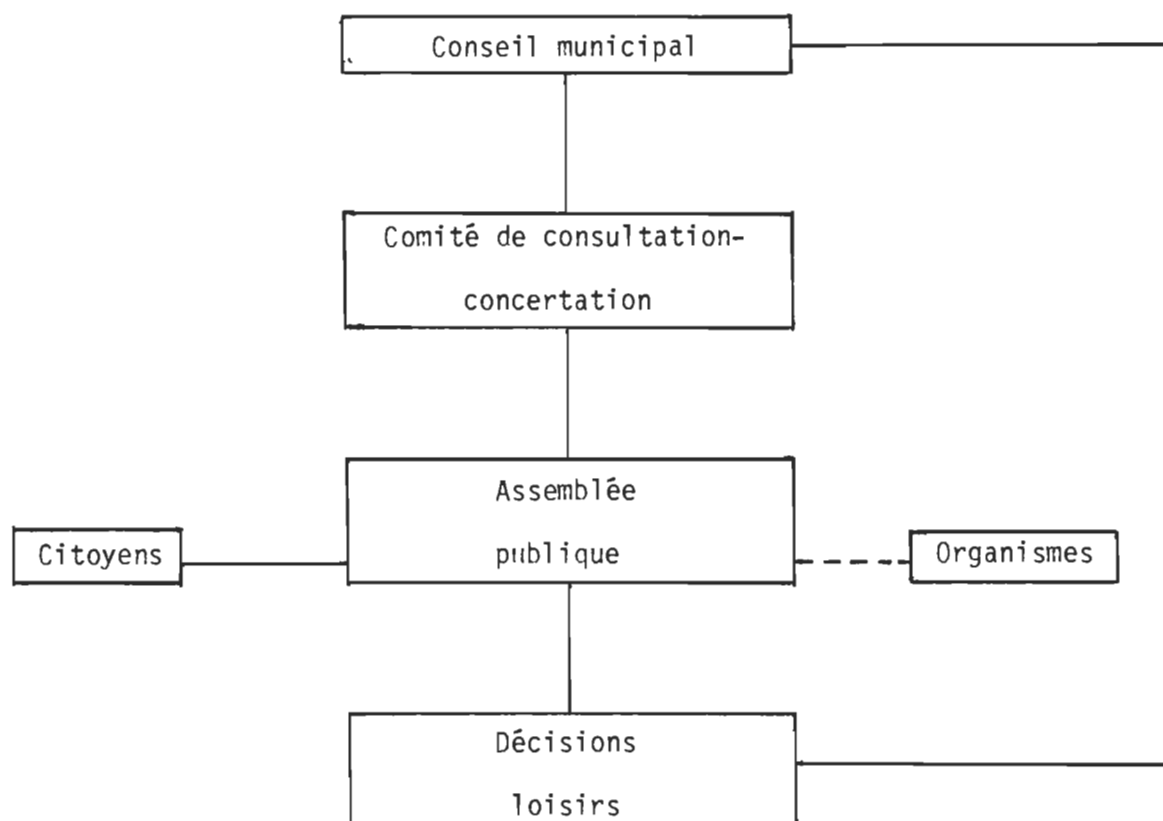 Conseil municipal
Comité de consultation-
concertation
Assemblée
publique
Citoyens
Organismes
Décisions
loisirs